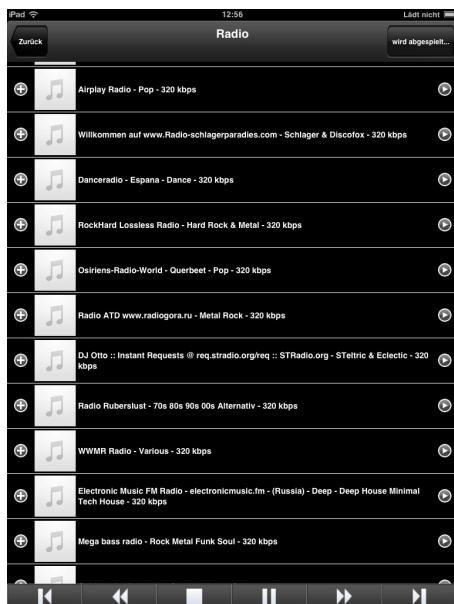 iPad 12:56 Lädt nicht
Zurück
Radio
wird abgespielt...
Airplay Radio - Pop - 320 kbps
Willkommen auf www.Radio-schlagerparadies.com - Schlager & Discofox - 320 kbps
Danceradio - Espana - Dance - 320 kbps
RockHard Lossless Radio - Hard Rock & Metal - 320 kbps
Osiriens-Radio-World - Querbeet - Pop - 320 kbps
Radio ATD www.radiogora.ru - Metal Rock - 320 kbps
DJ Otto :: Instant Requests @ req.stradio.org/req :: STRadio.org - STeltric & Eclectic - 320
kbps
Radio Ruberslust - 70s 80s 90s 00s Alternativ - 320 kbps
WWMR Radio - Various - 320 kbps
Electronic Music FM Radio - electronicmusic.fm - (Russia) - Deep - Deep House Minimal
Tech House - 320 kbps
Mega bass radio - Rock Metal Funk Soul - 320 kbps